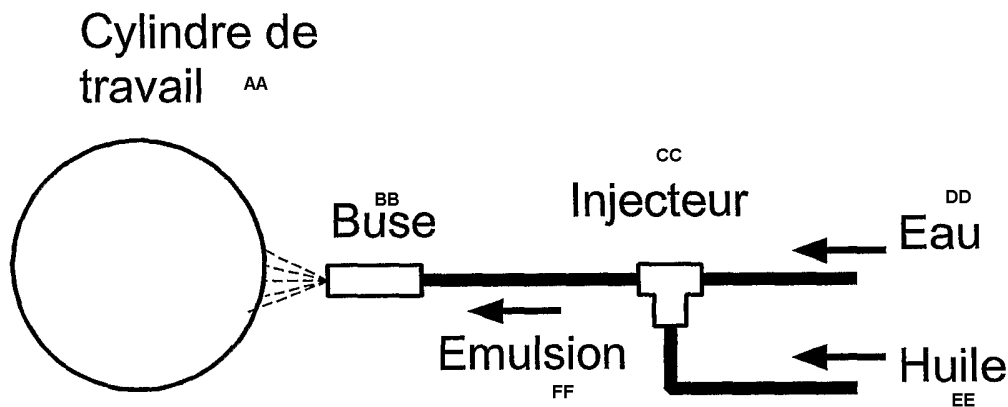 Cylindre de
travail AA
CC
Injecteur
BB
Buse
DD
Eau
Emulsion
FF
Huile
EE